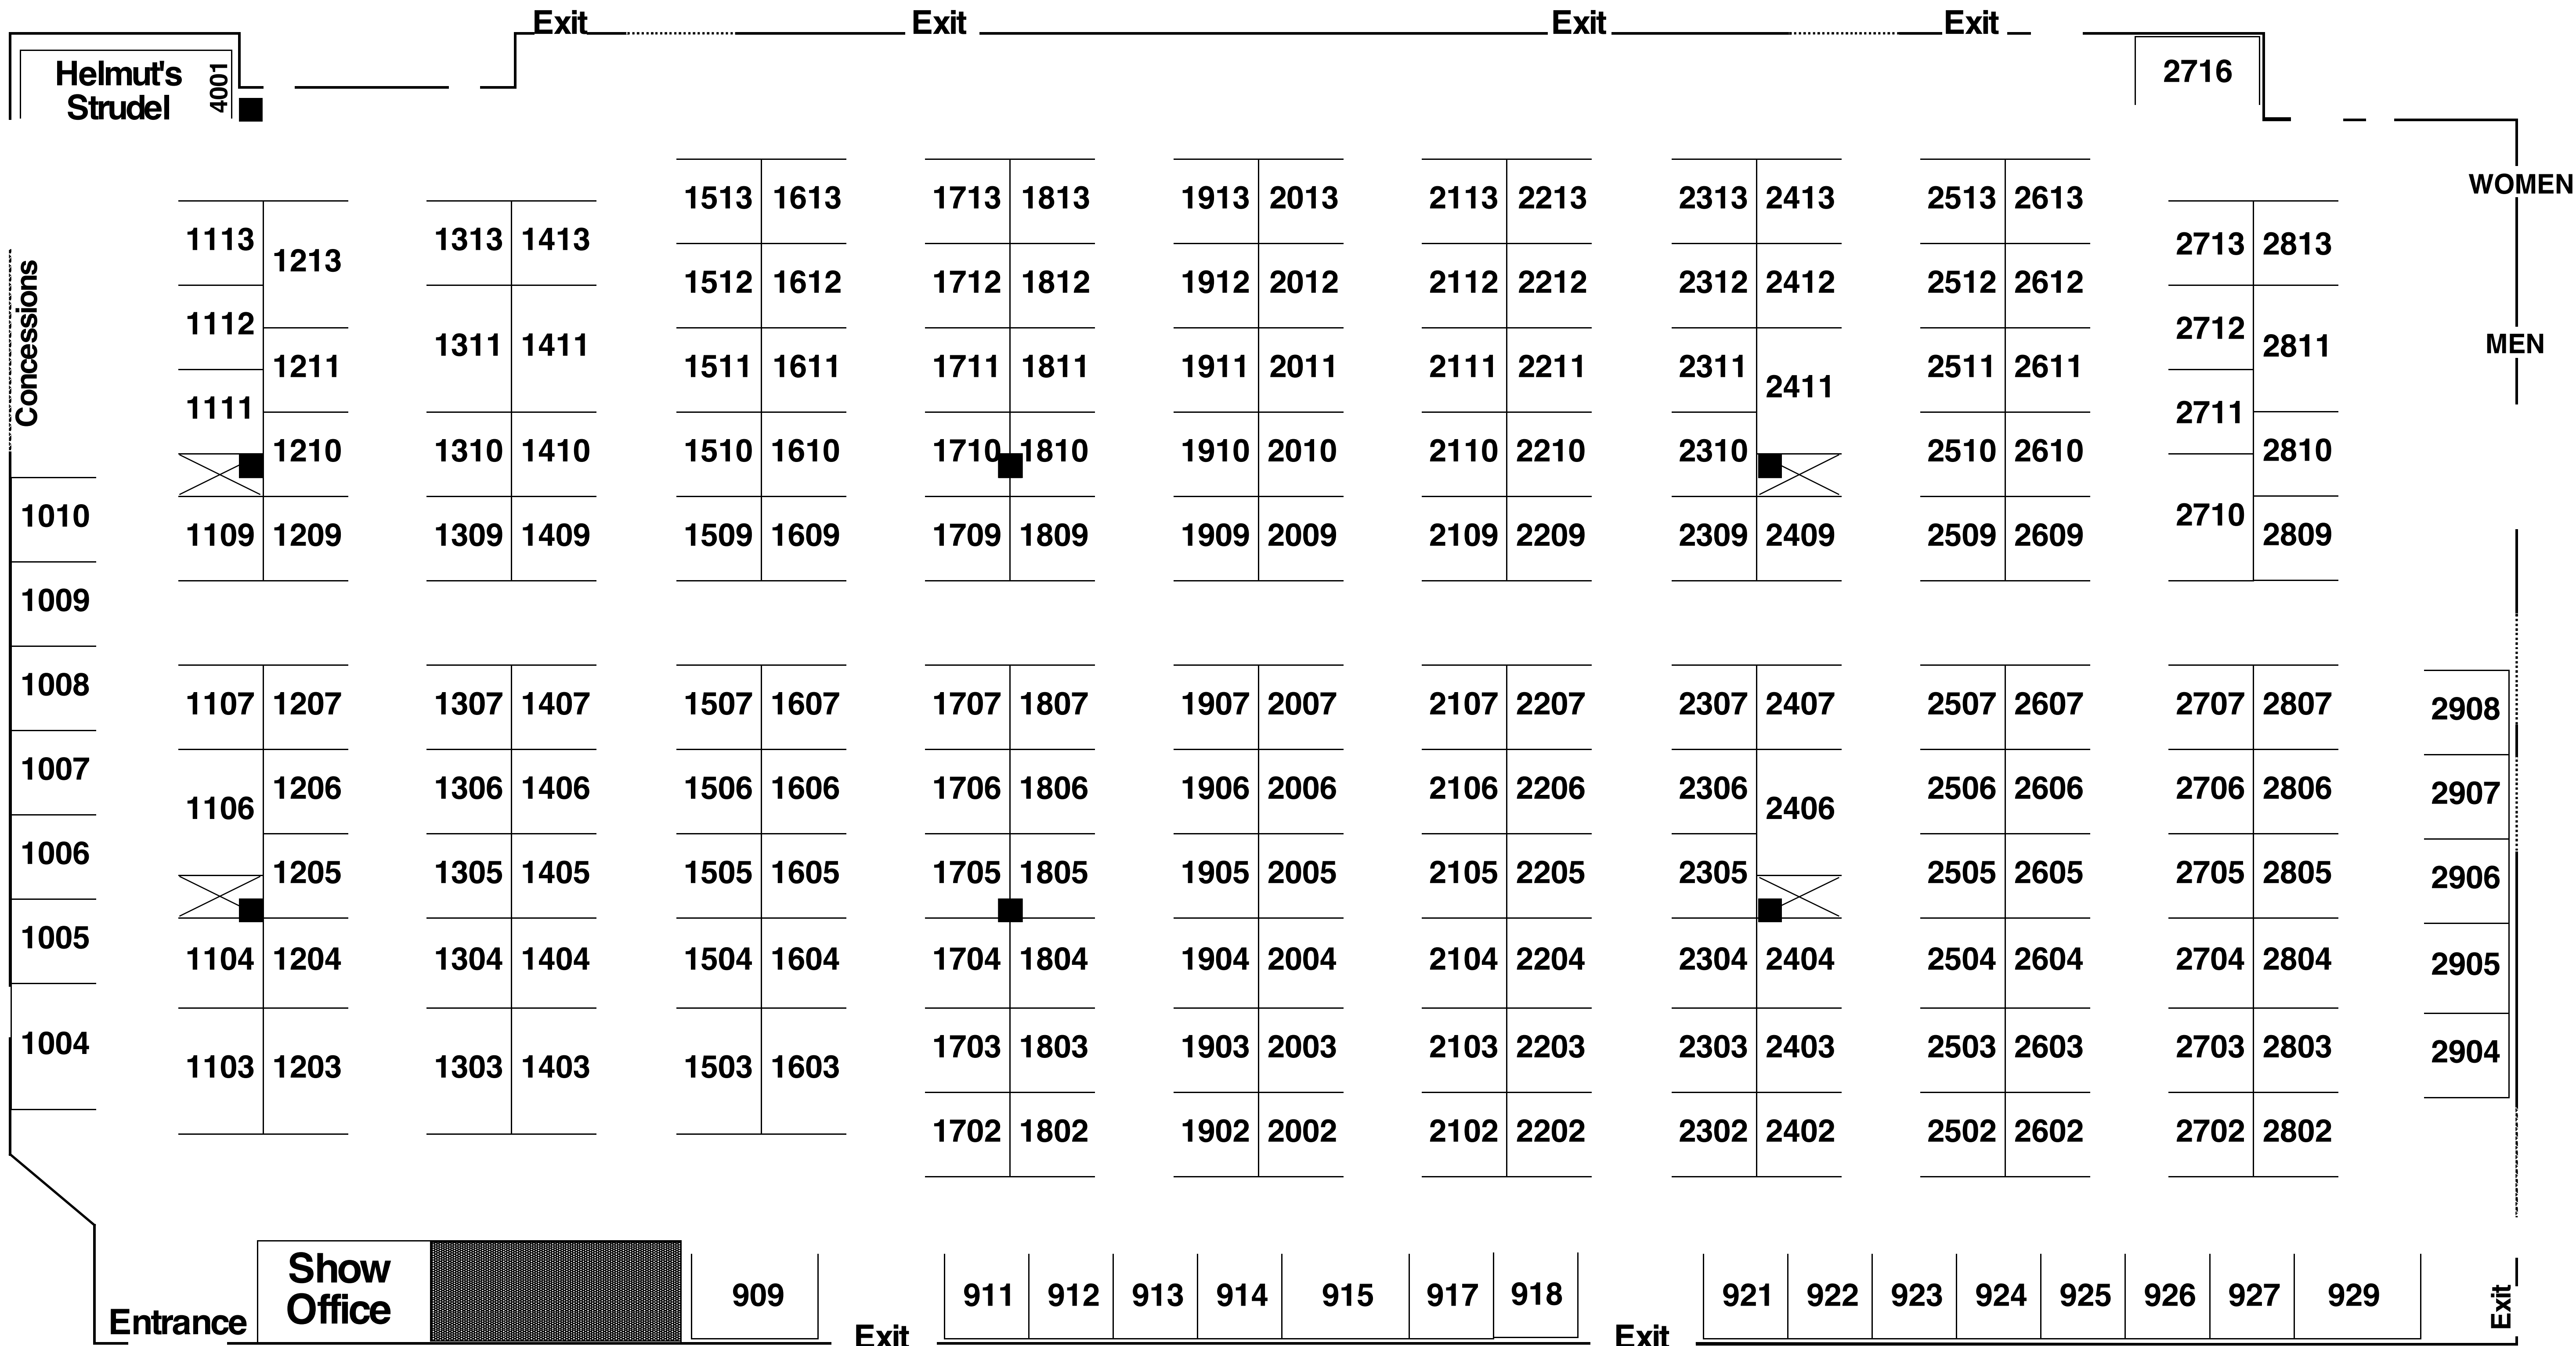 Exit Exit Exit Exit
Helmut's
Strudel
4001
2716
WOMEN
1513 1613 1713 1813 1913 2013 2113 2213 2313 2413 2513 2613
1113 1213 1313 1413 2713 2813
1512 1612 1712 1812 1912 2012 2112 2212 2312 2412 2512 2612
Concessions
1112 1311 1411 2712 2811
MEN
1211 1511 1611 1711 1811 1911 2011 2111 2211 2311 2411 2511 2611
1111 2711
1210 1310 1410 1510 1610 1710 1810 1910 2010 2110 2210 2310 2510 2610 2810
1010 2710
1109 1209 1309 1409 1509 1609 1709 1809 1909 2009 2109 2209 2309 2409 2509 2609 2809
1009
1008
1107 1207 1307 1407 1507 1607 1707 1807 1907 2007 2107 2207 2307 2407 2507 2607 2707 2807 2908
1007
1106 1206 1306 1406 1506 1606 1706 1806 1906 2006 2106 2206 2306 2406 2506 2606 2706 2806 2907
1006
1205 1305 1405 1505 1605 1705 1805 1905 2005 2105 2205 2305 2505 2605 2705 2805 2906
1005
1104 1204 1304 1404 1504 1604 1704 1804 1904 2004 2104 2204 2304 2404 2504 2604 2704 2804 2905
1004
1703 1803 1903 2003 2103 2203 2303 2403 2503 2603 2703 2803 2904
1103 1203 1303 1403 1503 1603
1702 1802 1902 2002 2102 2202 2302 2402 2502 2602 2702 2802
Show
Office
909 911 912 913 914 915 917 918 921 922 923 924 925 926 927 929
Entrance Exit Exit Exit